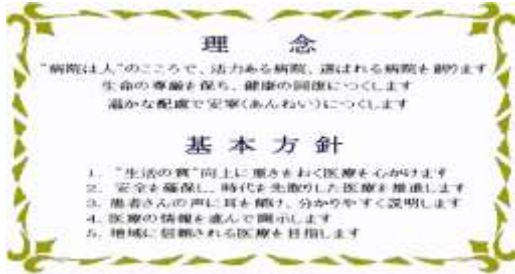 理 念
"病院は人"のこころで、活力ある病院、選ばれる病院を創ります
生命の尊厳を保ち、健康の回復につくします
温かな配慮で安寧(あんねい)につくします
基 本 方 針
1. "生活の質"向上に重きをおく医療を心がけます
2. 安全を確保し、時代を先取りした医療を推進します
3. 患者さんの声に耳を傾け、分かりやすく説明します
4. 医療の情報を進んで開示します
5. 地域に信頼される医療を目指します